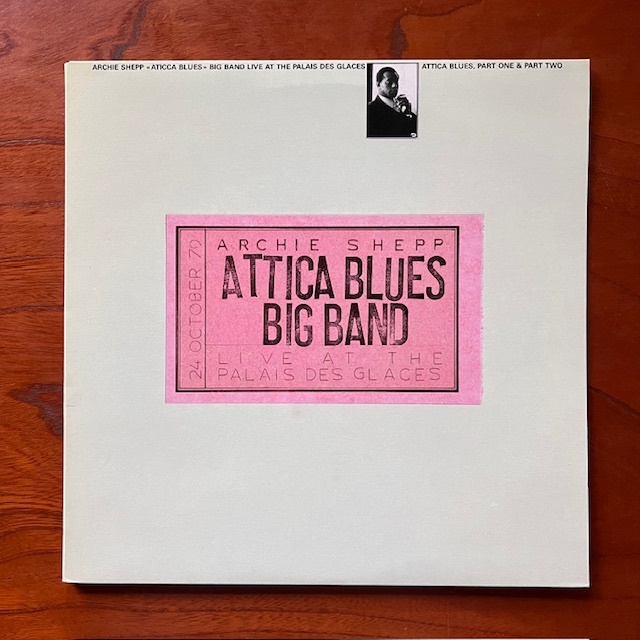 ARCHIE SHEPP «ATICCA BLUES» BIG BAND LIVE AT THE PALAIS DES GLACES
ATTICA BLUES, PART ONE & PART TWO
24 OCTOBER 79
ARCHIE SHEPP
ATTICA BLUES
BIG BAND
LIVE AT THE
PALAIS DES GLACES